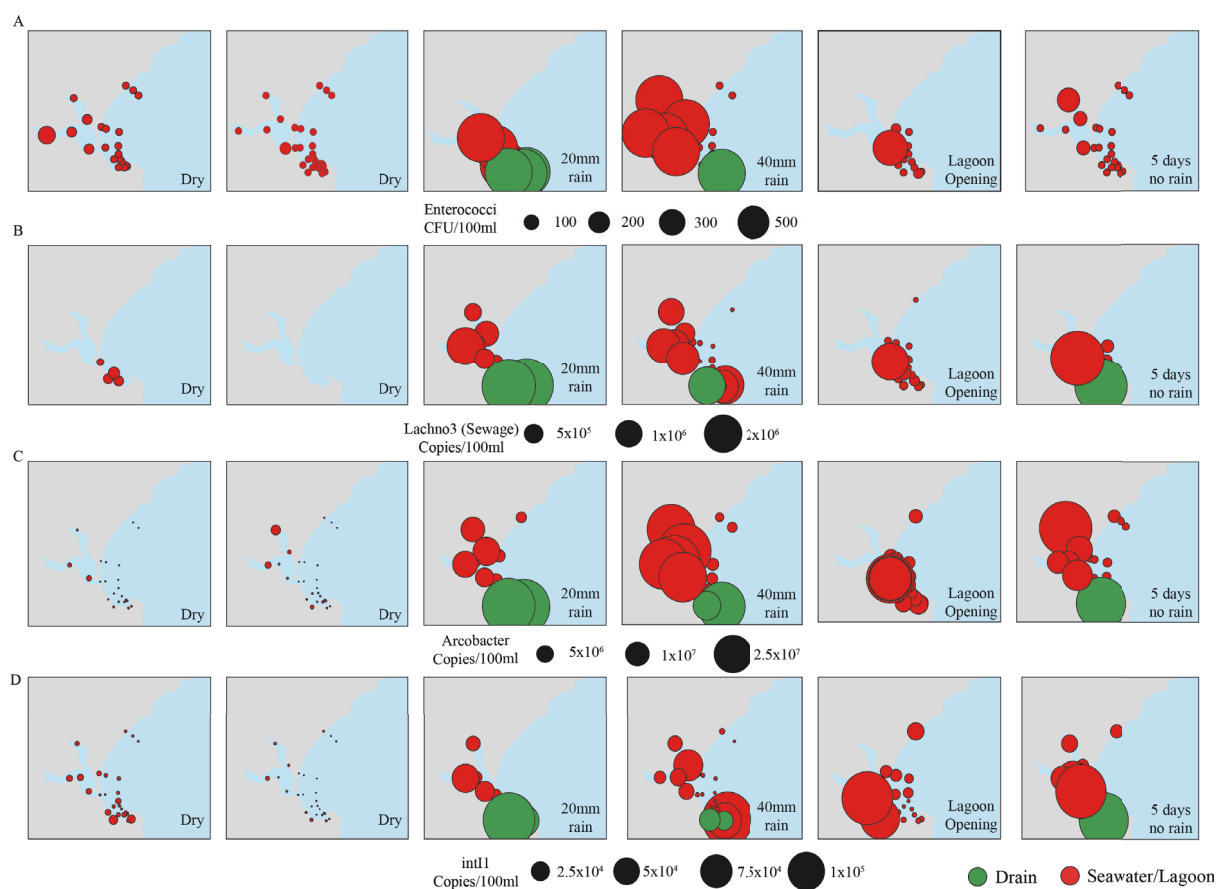 A
Dry
Dry
20mm
rain
40mm
rain
Lagoon
Opening
5 days
no rain
Enterococci
CFU/100ml
100
200
300
500
B
Dry
Dry
20mm
rain
40mm
rain
Lagoon
Opening
5 days
no rain
Lachno3 (Sewage)
Copies/100ml
5x10⁵
1x10⁶
2x10⁶
C
Dry
Dry
20mm
rain
40mm
rain
Lagoon
Opening
5 days
no rain
Arcobacter
Copies/100ml
5x10⁶
1x10⁷
2.5x10⁷
D
Dry
Dry
20mm
rain
40mm
rain
Lagoon
Opening
5 days
no rain
intI1
Copies/100ml
2.5x10⁴
5x10⁴
7.5x10⁴
1x10⁵
Drain
Seawater/Lagoon